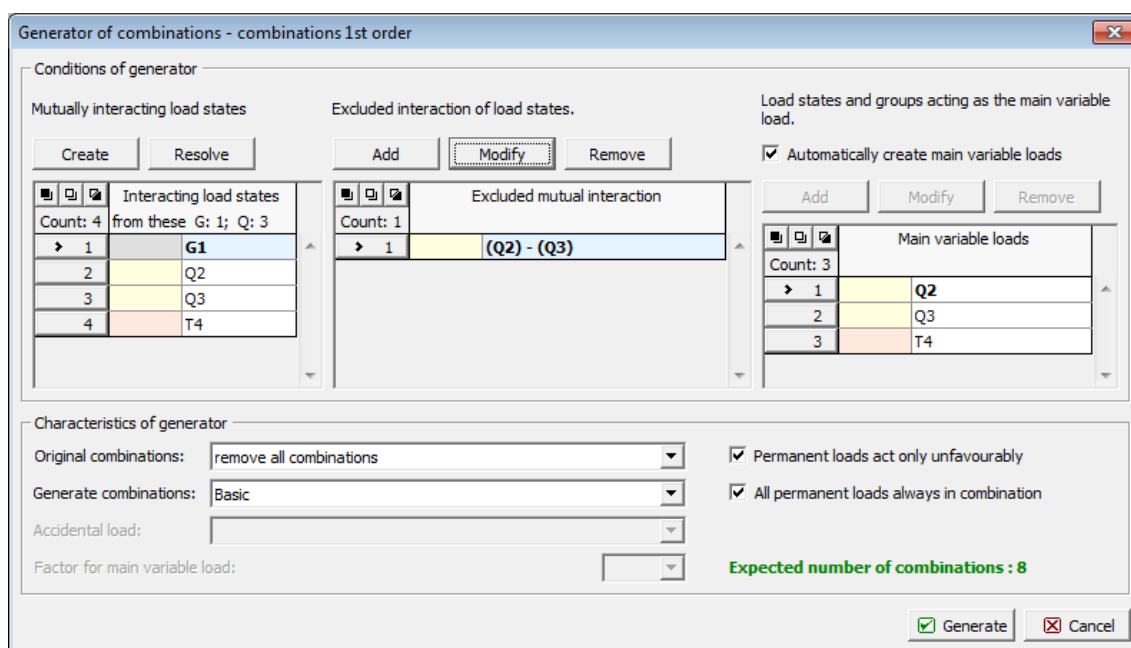 Generator of combinations - combinations 1st order
Conditions of generator
Mutually interacting load states
Create
Resolve
Interacting load states
Count: 4
from these G: 1; Q: 3
1
G1
2
Q2
3
Q3
4
T4
Excluded interaction of load states.
Add
Modify
Remove
Excluded mutual interaction
Count: 1
1
(Q2) - (Q3)
Load states and groups acting as the main variable
load.
Automatically create main variable loads
Add
Modify
Remove
Main variable loads
Count: 3
1
Q2
2
Q3
3
T4
Characteristics of generator
Original combinations:
remove all combinations
Generate combinations:
Basic
Accidental load:
Factor for main variable load:
Permanent loads act only unfavourably
All permanent loads always in combination
Expected number of combinations : 8
Generate
Cancel